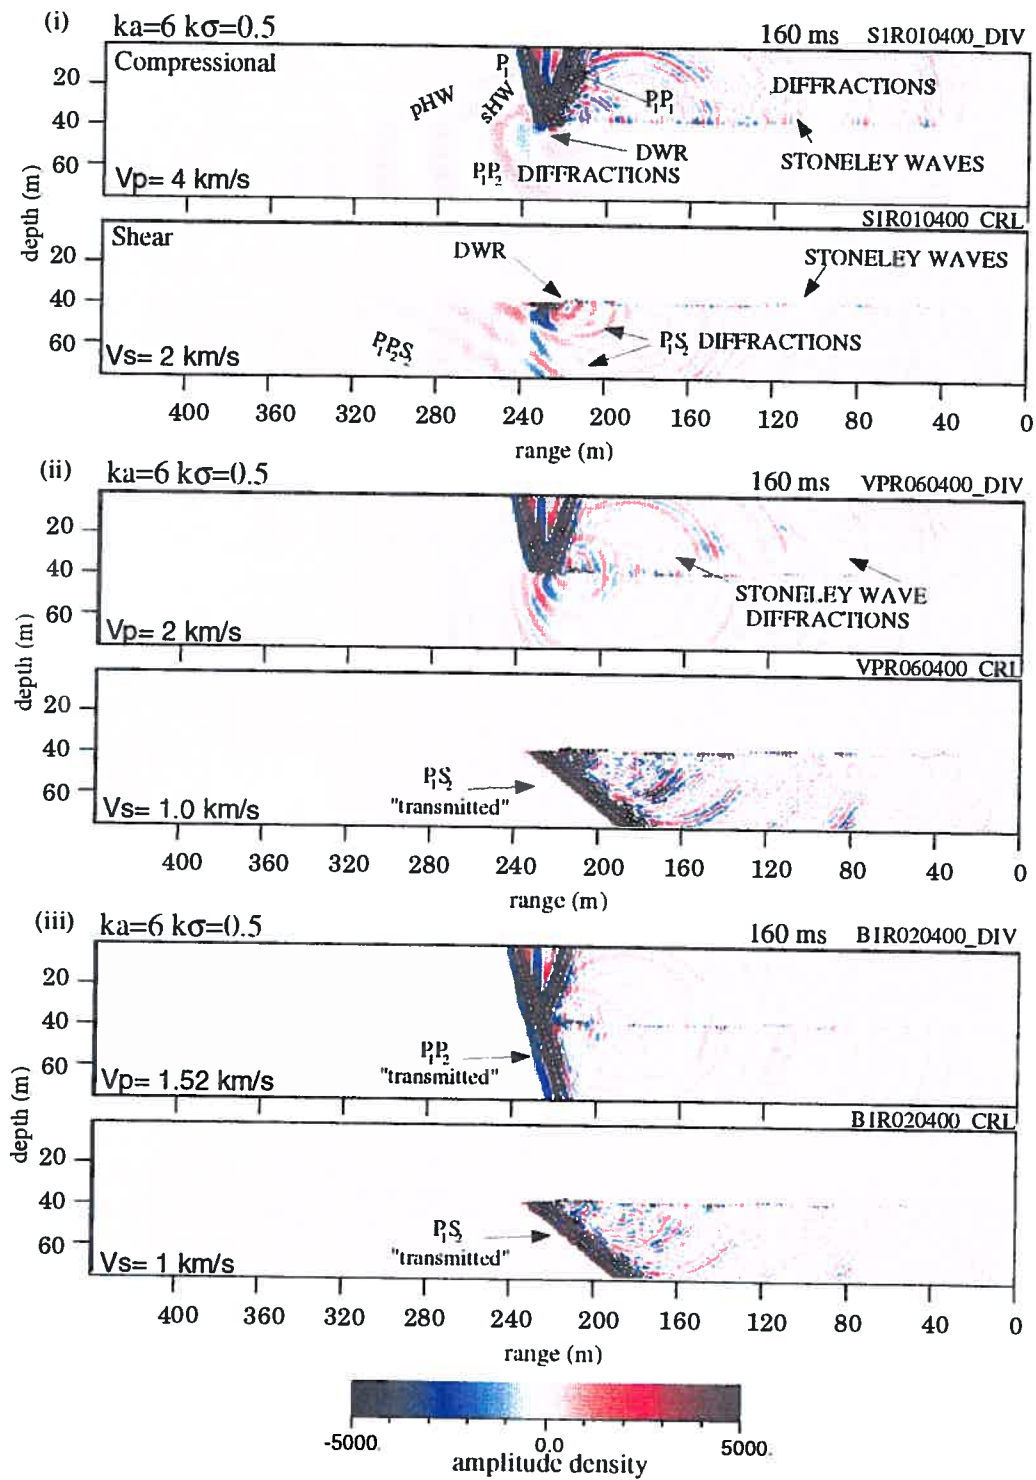 (i) ka=6 kσ=0.5 160 ms S1R010400_DIV
Compressional
P₁
pHW
sHW
P₁P₁
DIFFRACTIONS
DWR
STONELEY WAVES
P₁P₂ DIFFRACTIONS
Vp= 4 km/s
20
40
60
depth (m)
S1R010400_CRL
Shear
DWR
STONELEY WAVES
P₁S₂ DIFFRACTIONS
P₁P₂S₂
Vs= 2 km/s
20
40
60
400 360 320 280 240 200 160 120 80 40 0
range (m)
(ii) ka=6 kσ=0.5 160 ms VPR060400_DIV
STONELEY WAVE
DIFFRACTIONS
Vp= 2 km/s
20
40
60
depth (m)
VPR060400_CRL
P₁S₂
"transmitted"
Vs= 1.0 km/s
20
40
60
400 360 320 280 240 200 160 120 80 40 0
range (m)
(iii) ka=6 kσ=0.5 160 ms B1R020400_DIV
P₁P₂
"transmitted"
Vp= 1.52 km/s
20
40
60
depth (m)
B1R020400_CRL
P₁S₂
"transmitted"
Vs= 1 km/s
20
40
60
400 360 320 280 240 200 160 120 80 40 0
range (m)
-5000. 0.0 5000.
amplitude density